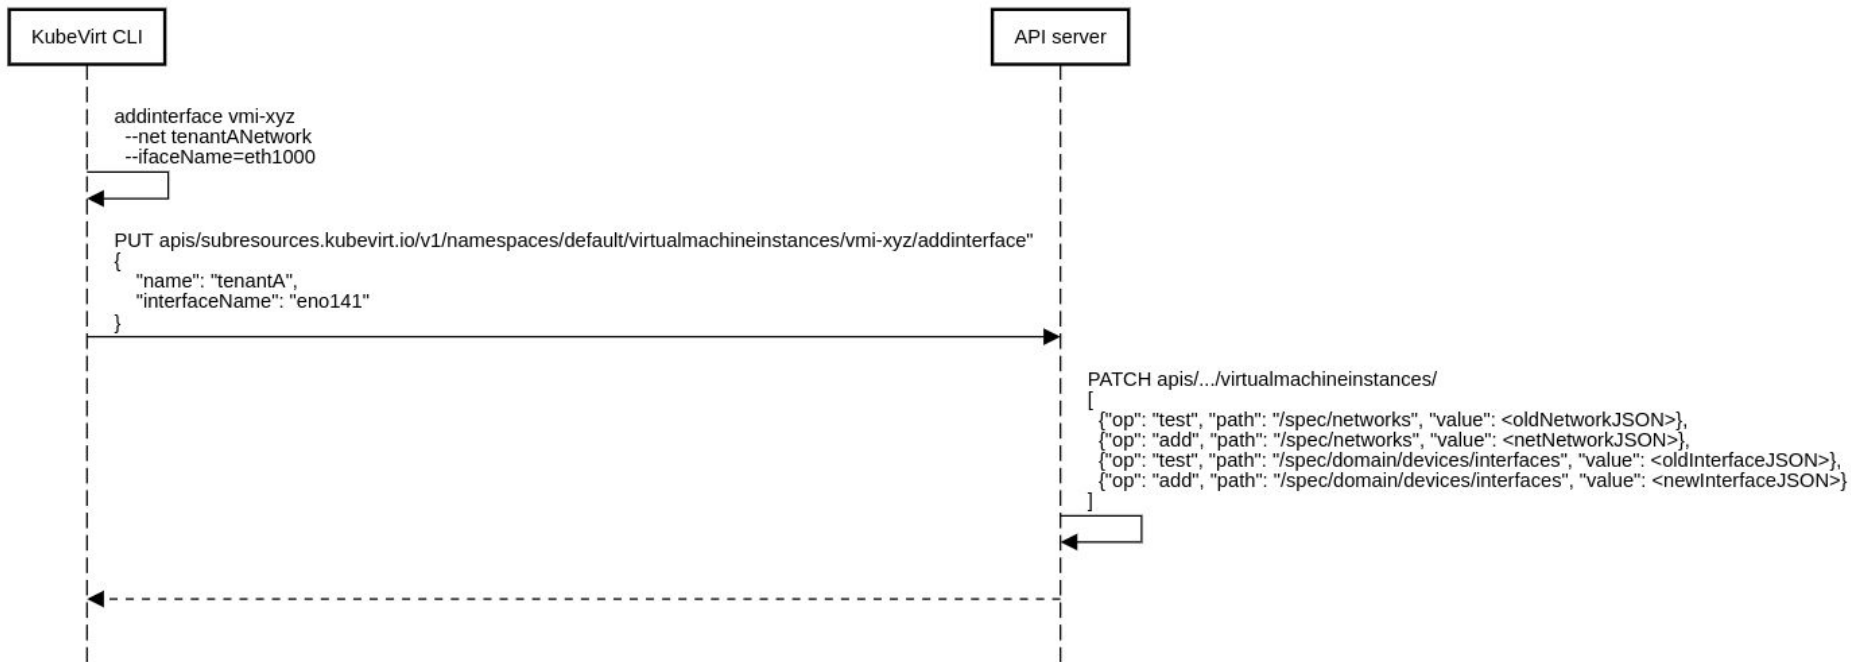 KubeVirt CLI
API server
addinterface vmi-xyz
--net tenantANetwork
--ifaceName=eth1000
PUT apis/subresources.kubevirt.io/v1/namespaces/default/virtualmachineinstances/vmi-xyz/addinterface"
{
"name": "tenantA",
"interfaceName": "eno141"
}
PATCH apis/.../virtualmachineinstances/
[
{"op": "test", "path": "/spec/networks", "value": <oldNetworkJSON>},
{"op": "add", "path": "/spec/networks", "value": <netNetworkJSON>},
{"op": "test", "path": "/spec/domain/devices/interfaces", "value": <oldInterfaceJSON>},
{"op": "add", "path": "/spec/domain/devices/interfaces", "value": <newInterfaceJSON>}
]